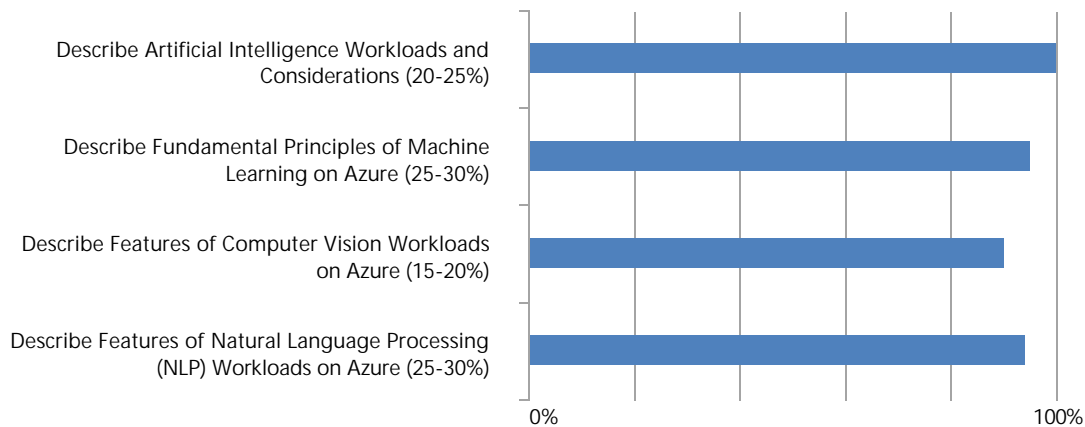 Describe Artificial Intelligence Workloads and
Considerations (20-25%)
Describe Fundamental Principles of Machine
Learning on Azure (25-30%)
Describe Features of Computer Vision Workloads
on Azure (15-20%)
Describe Features of Natural Language Processing
(NLP) Workloads on Azure (25-30%)
0%
100%